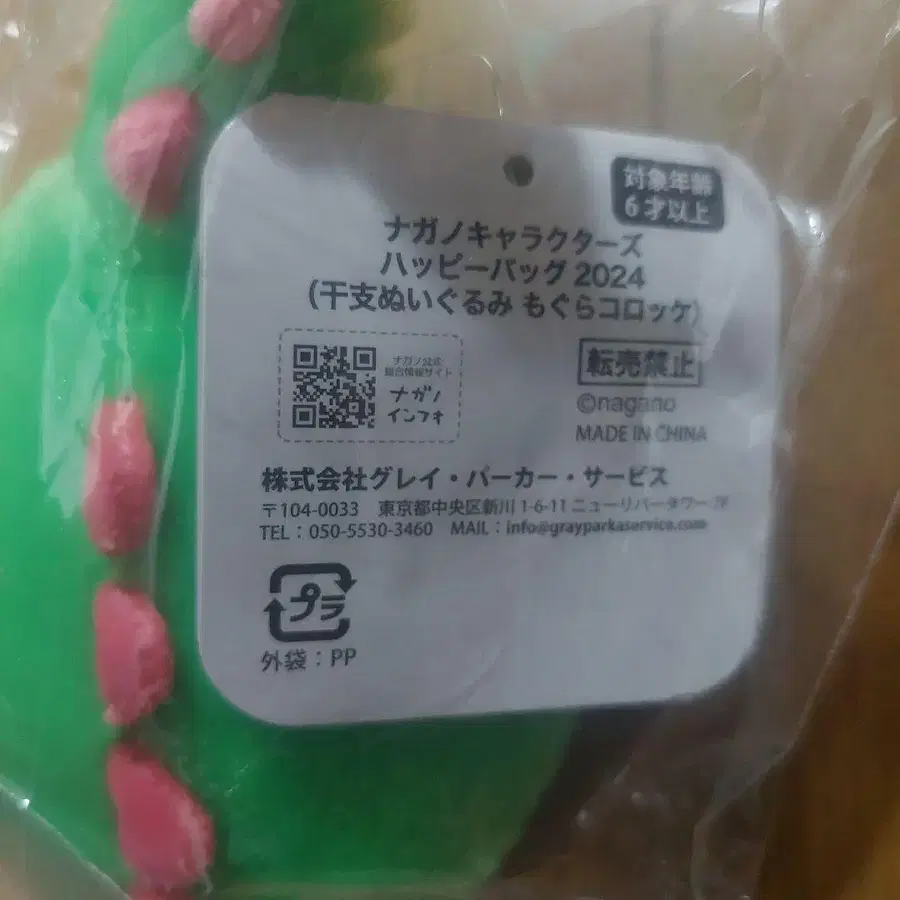 対象年齢
6才以上
ナガノキャラクターズ
ハッピーバッグ 2024
(干支ぬいぐるみ もぐらコロッケ)
ナガノ公式
総合情報サイト
ナガノ
インフォ
転売禁止
©nagano
MADE IN CHINA
株式会社グレイ・パーカー・サービス
〒104-0033 東京都中央区新川 1-6-11 ニューリバータワー 7F
TEL:050-5530-3460 MAIL:info@grayparkaservice.com
プラ
外袋:PP